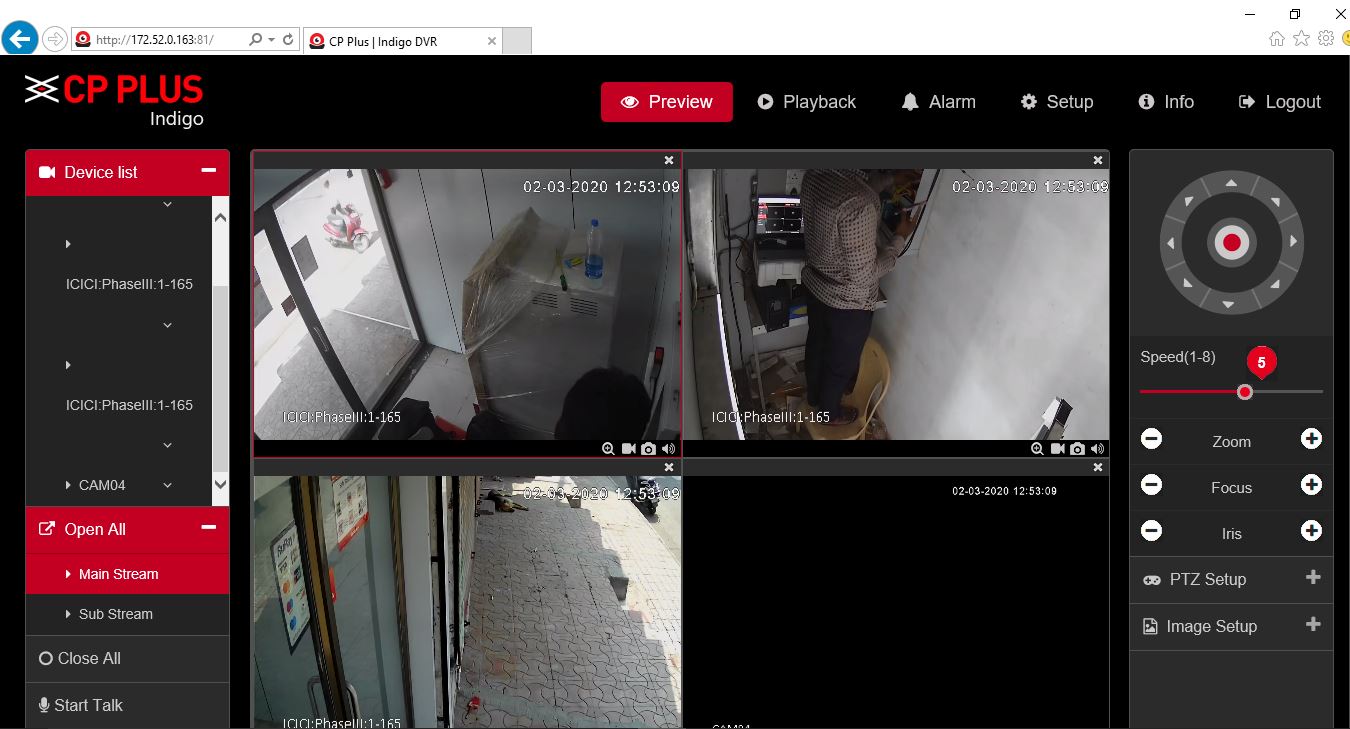 http://172.52.0.163:81/
CP Plus | Indigo DVR
CP PLUS
Indigo
Preview
Playback
Alarm
Setup
Info
Logout
Device list
ICICI:PhaseIII:1-165
ICICI:PhaseIII:1-165
CAM04
Open All
Main Stream
Sub Stream
Close All
Start Talk
02-03-2020 12:53:09
ICICI:PhaseIII:1-165
02-03-2020 12:53:09
ICICI:PhaseIII:1-165
02-03-2020 12:53:09
ICICI:PhaseIII:1-165
02-03-2020 12:53:09
CAM04
Speed(1-8)
5
Zoom
Focus
Iris
PTZ Setup
Image Setup